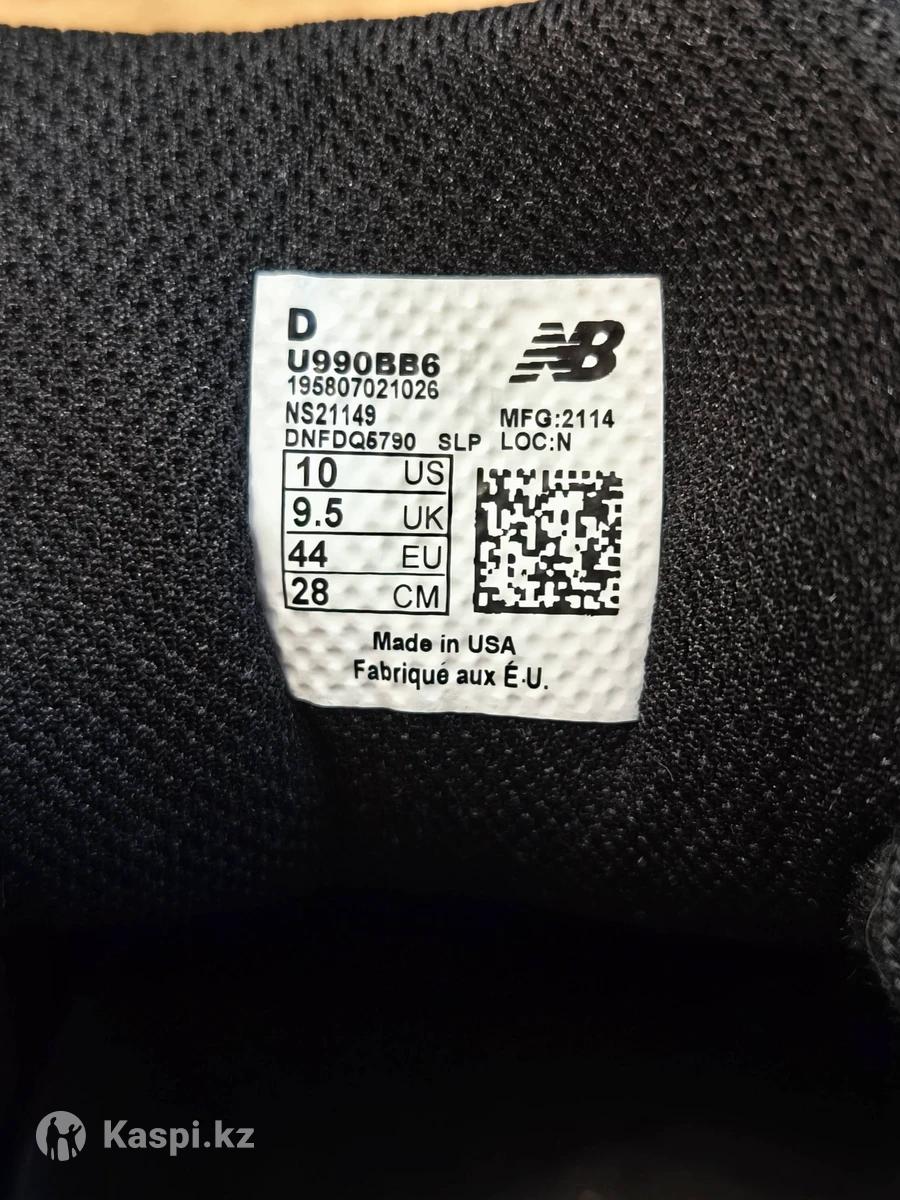 D
NB
U990BB6
195807021026
NS21149 MFG:2114
DNFDQ5790 SLP LOC:N
10 US
9.5 UK
44 EU
28 CM
Made in USA
Fabriqué aux É.U.
Kaspi.kz